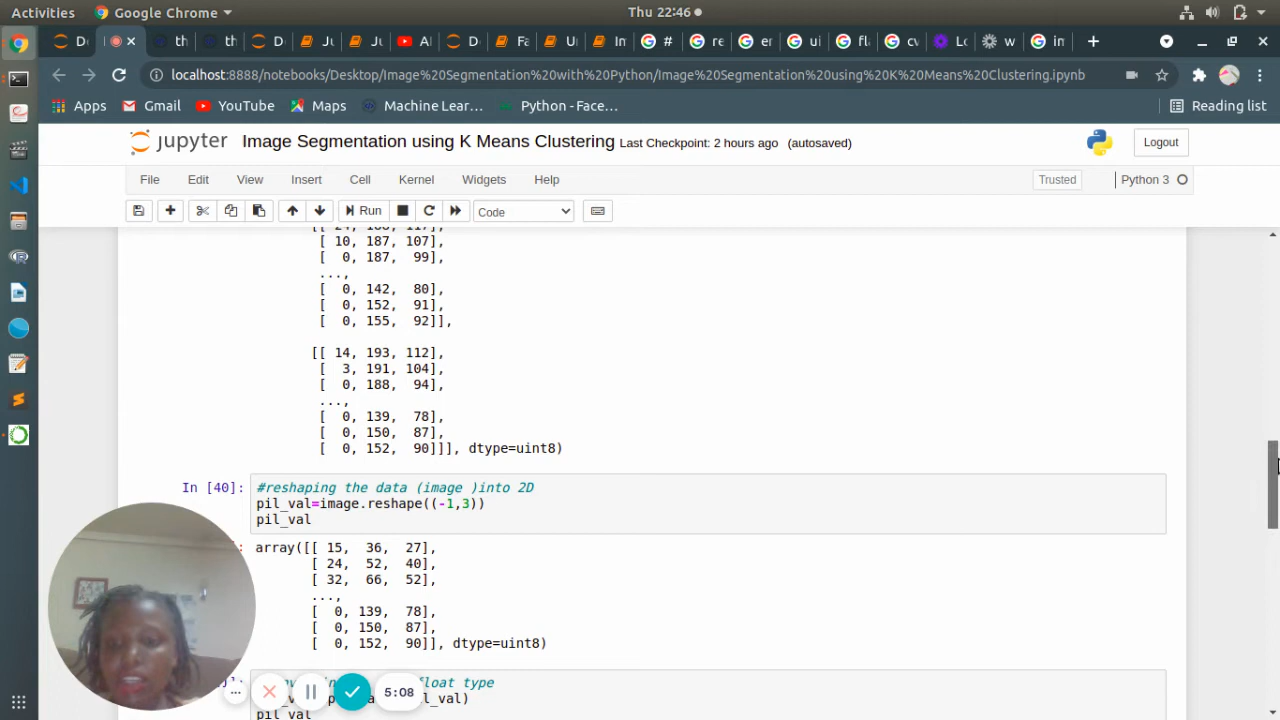 Activities Google Chrome Thu 22:46
localhost:8888/notebooks/Desktop/Image%20Segmentation%20with%20Python/Image%20Segmentation%20using%20K%20Means%20Clustering.ipynb
Apps Gmail YouTube Maps Machine Lear… Python - Face… Reading list
jupyter Image Segmentation using K Means Clustering Last Checkpoint: 2 hours ago (autosaved) Logout
File Edit View Insert Cell Kernel Widgets Help Trusted Python 3
Run Code
[ 10, 187, 107],
[ 0, 187, 99],
...,
[ 0, 142, 80],
[ 0, 152, 91],
[ 0, 155, 92]],
[[ 14, 193, 112],
[ 3, 191, 104],
[ 0, 188, 94],
...,
[ 0, 139, 78],
[ 0, 150, 87],
[ 0, 152, 90]]], dtype=uint8)
In [40]: #reshaping the data (image )into 2D
pil_val=image.reshape((-1,3))
pil_val
array([[ 15, 36, 27],
[ 24, 52, 40],
[ 32, 66, 52],
...,
[ 0, 139, 78],
[ 0, 150, 87],
[ 0, 152, 90]], dtype=uint8)
float type
pil_val
5:08